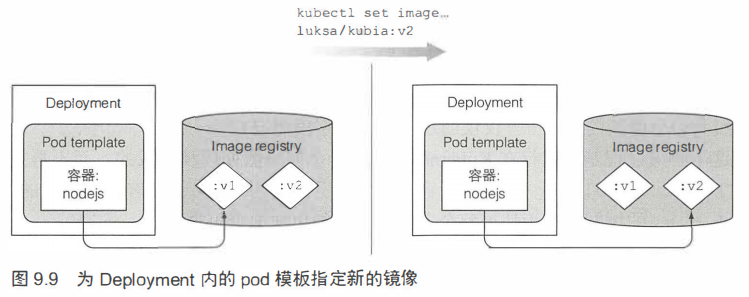 kubectl set image…
luksa/kubia:v2
Deployment
Pod template
容器:
nodejs
Image registry
:v1
:v2
Deployment
Pod template
容器:
nodejs
Image registry
:v1
:v2
图 9.9 为 Deployment 内的 pod 模板指定新的镜像